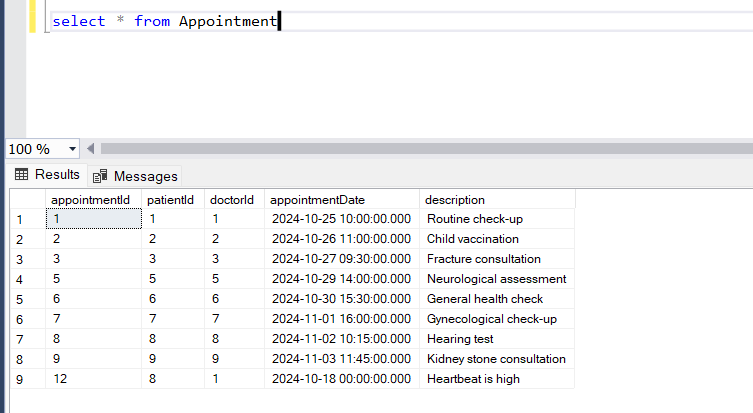 select * from Appointment
100 %
Results Messages
appointmentId patientId doctorId appointmentDate description
1 1 1 1 2024-10-25 10:00:00.000 Routine check-up
2 2 2 2 2024-10-26 11:00:00.000 Child vaccination
3 3 3 3 2024-10-27 09:30:00.000 Fracture consultation
4 5 5 5 2024-10-29 14:00:00.000 Neurological assessment
5 6 6 6 2024-10-30 15:30:00.000 General health check
6 7 7 7 2024-11-01 16:00:00.000 Gynecological check-up
7 8 8 8 2024-11-02 10:15:00.000 Hearing test
8 9 9 9 2024-11-03 11:45:00.000 Kidney stone consultation
9 12 8 1 2024-10-18 00:00:00.000 Heartbeat is high